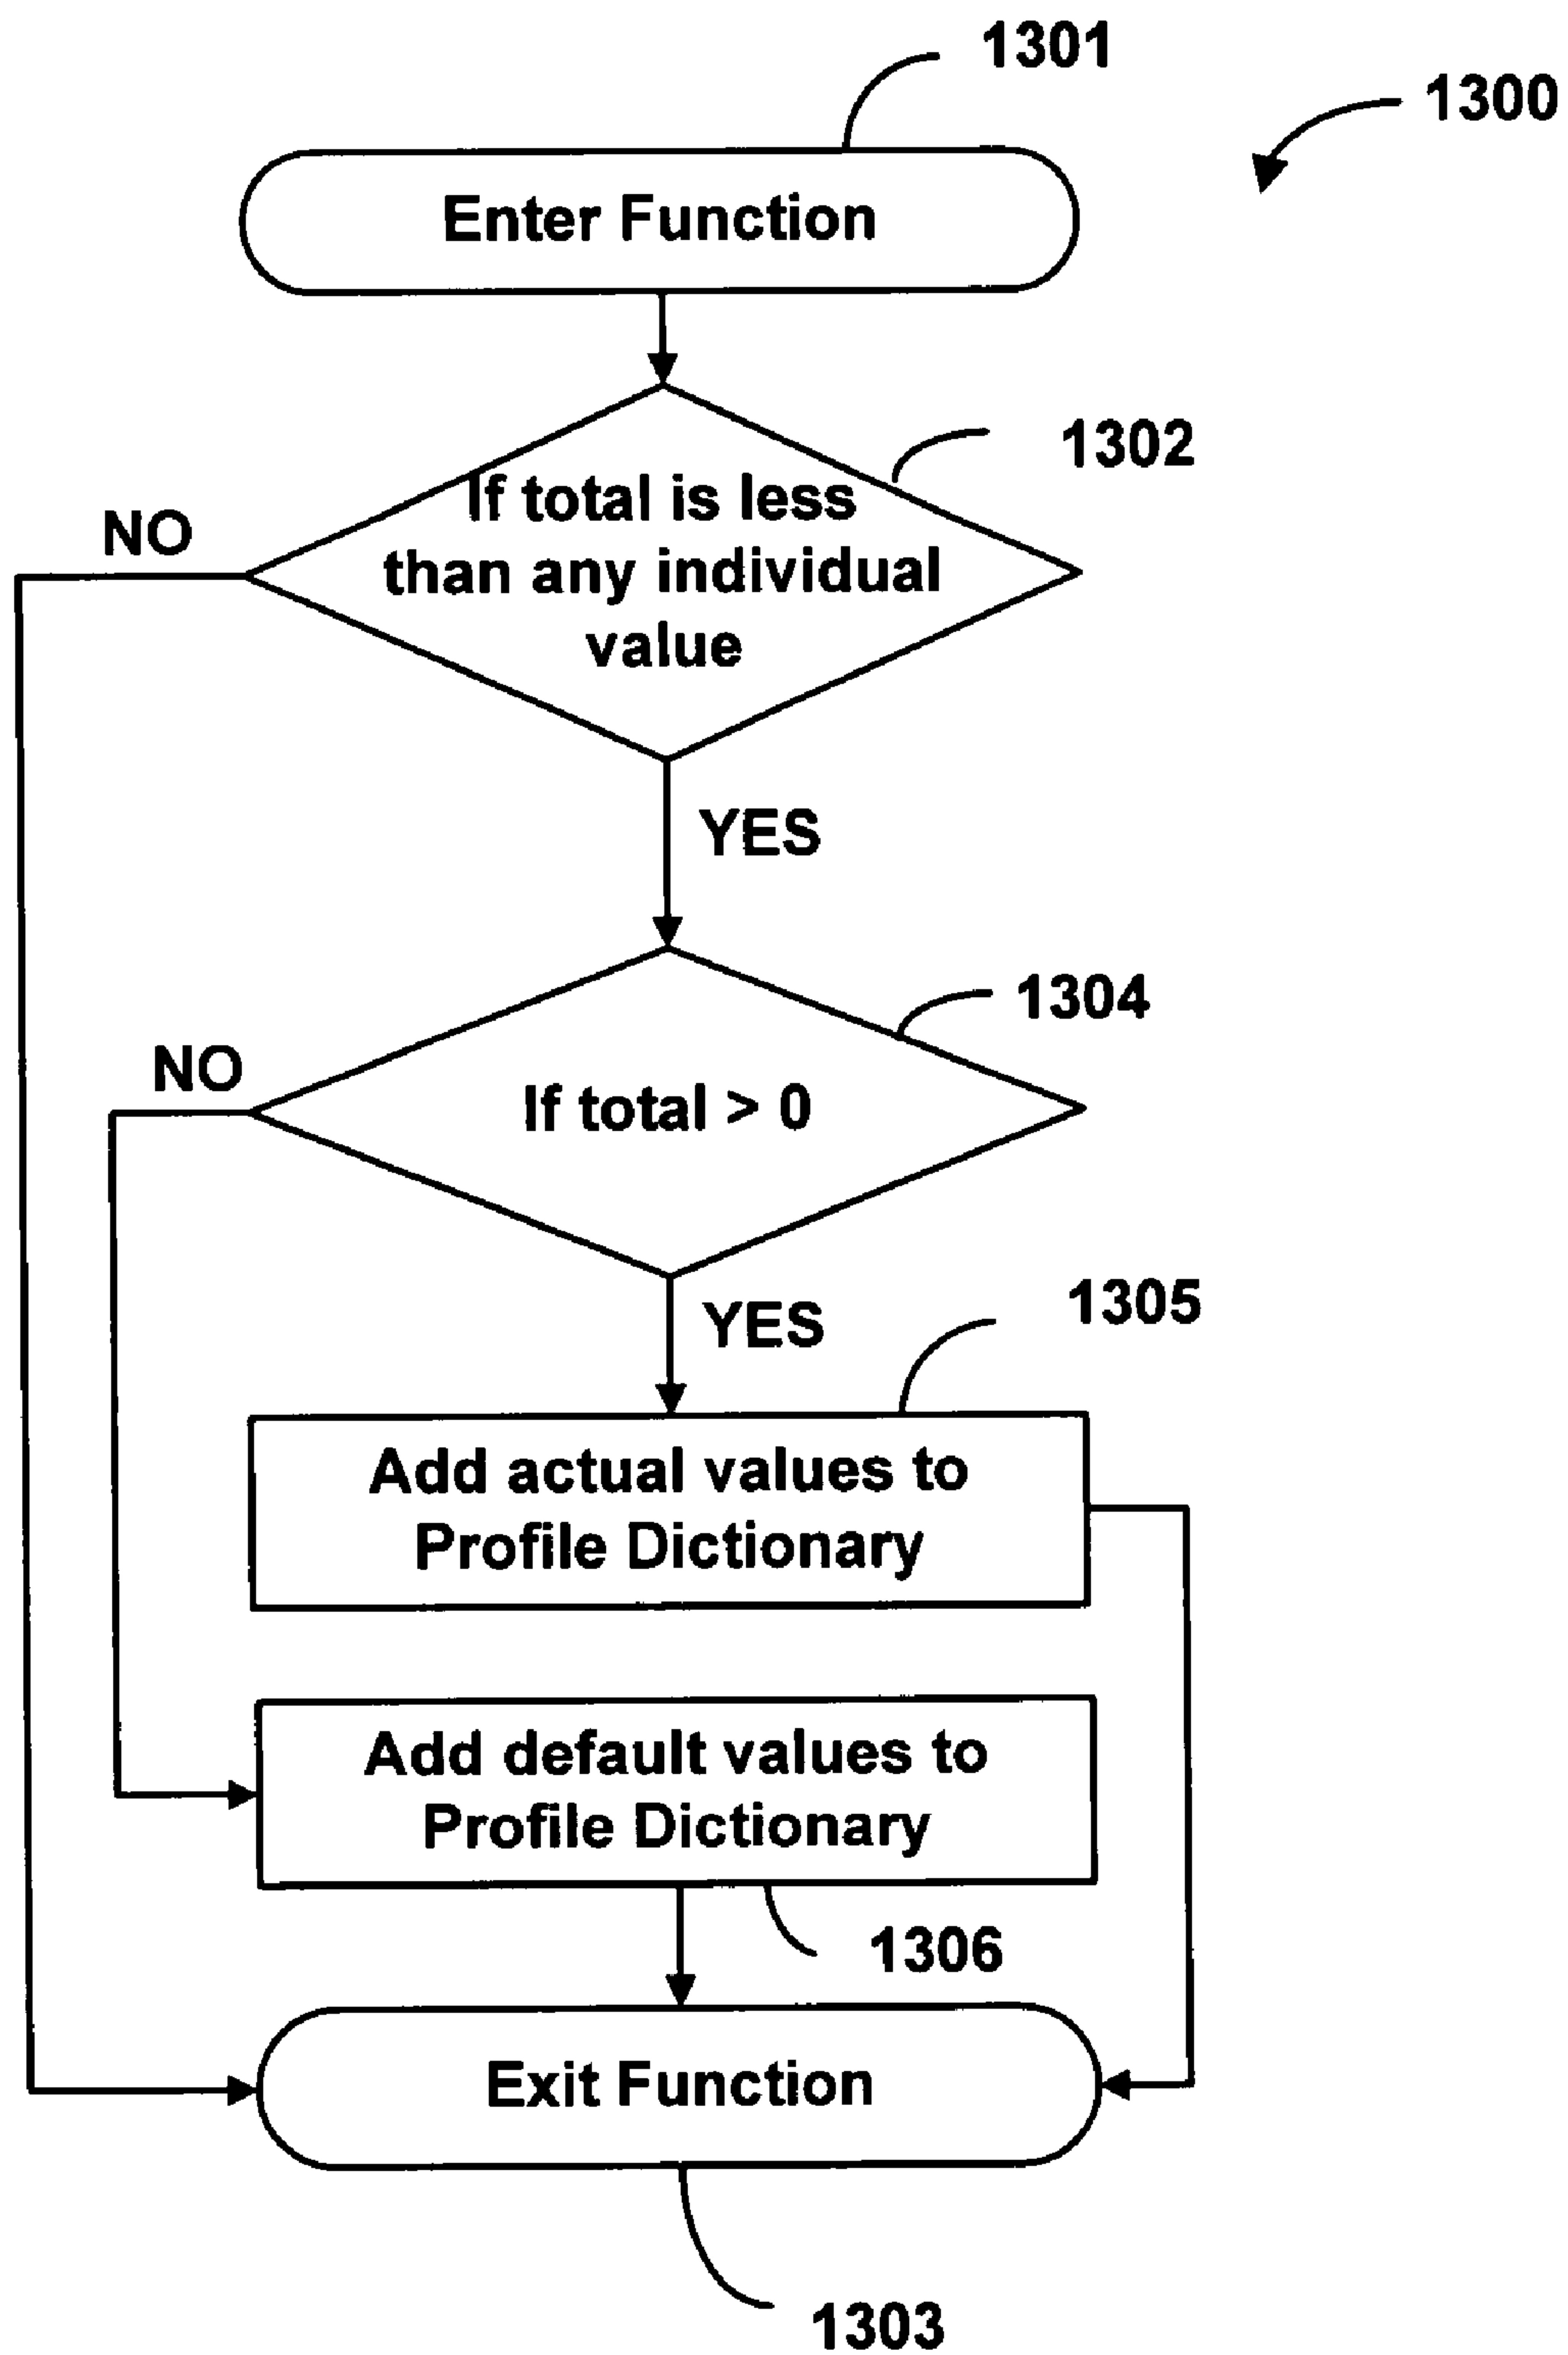 1301
1300
Enter Function
1302
If total is less
than any individual
value
NO
YES
1304
NO
If total > 0
YES
1305
Add actual values to
Profile Dictionary
Add default values to
Profile Dictionary
1306
Exit Function
1303